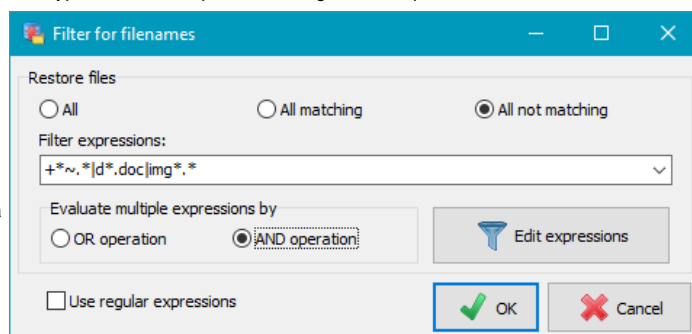 Filter for filenames
Restore files
All All matching All not matching
Filter expressions:
+*~.*|d*.doc|img*.*
Evaluate multiple expressions by
OR operation AND operation Edit expressions
Use regular expressions OK Cancel